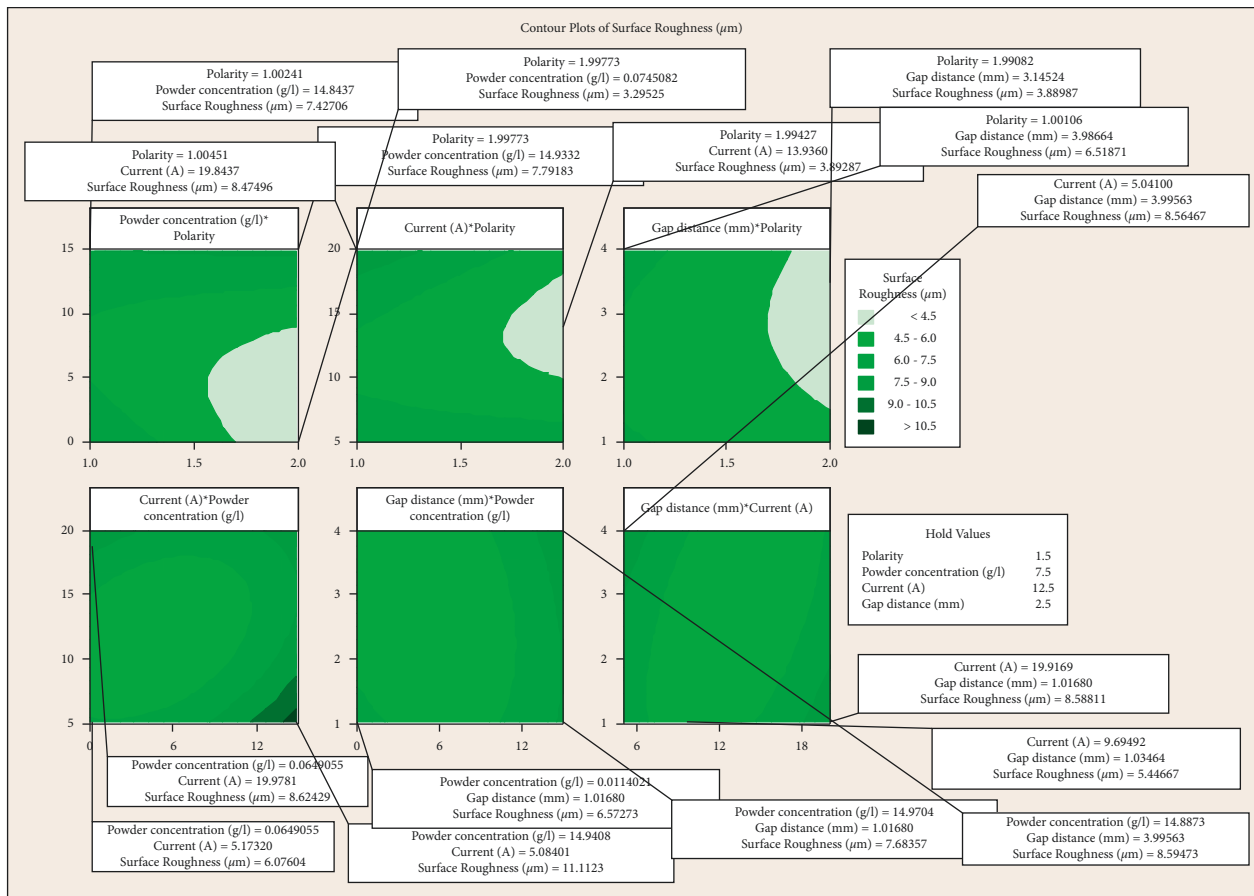 Contour Plots of Surface Roughness (µm)
Polarity = 1.00241
Powder concentration (g/l) = 14.8437
Surface Roughness (µm) = 7.42706
Polarity = 1.99773
Powder concentration (g/l) = 0.0745082
Surface Roughness (µm) = 3.29525
Polarity = 1.99082
Gap distance (mm) = 3.14524
Surface Roughness (µm) = 3.88987
Polarity = 1.00451
Current (A) = 19.8437
Surface Roughness (µm) = 8.47496
Polarity = 1.99773
Powder concentration (g/l) = 14.9332
Surface Roughness (µm) = 7.79183
Polarity = 1.99427
Current (A) = 13.9360
Surface Roughness (µm) = 3.89287
Polarity = 1.00106
Gap distance (mm) = 3.98664
Surface Roughness (µm) = 6.51871
Current (A) = 5.04100
Gap distance (mm) = 3.99563
Surface Roughness (µm) = 8.56467
Powder concentration (g/l)*
Polarity
15
10
5
0
1.0 1.5 2.0
Current (A)*Polarity
20
15
10
5
1.0 1.5 2.0
Gap distance (mm)*Polarity
4
3
2
1
1.0 1.5 2.0
Surface
Roughness (µm)
< 4.5
4.5 - 6.0
6.0 - 7.5
7.5 - 9.0
9.0 - 10.5
> 10.5
Current (A)*Powder
concentration (g/l)
20
15
10
5
0 6 12
Gap distance (mm)*Powder
concentration (g/l)
4
3
2
1
0 6 12
Gap distance (mm)*Current (A)
4
3
2
1
6 12 18
Hold Values
Polarity 1.5
Powder concentration (g/l) 7.5
Current (A) 12.5
Gap distance (mm) 2.5
Current (A) = 19.9169
Gap distance (mm) = 1.01680
Surface Roughness (µm) = 8.58811
Current (A) = 9.69492
Gap distance (mm) = 1.03464
Surface Roughness (µm) = 5.44667
Powder concentration (g/l) = 0.0649055
Current (A) = 19.9781
Surface Roughness (µm) = 8.62429
Powder concentration (g/l) = 0.0114021
Gap distance (mm) = 1.01680
Surface Roughness (µm) = 6.57273
Powder concentration (g/l) = 14.9704
Gap distance (mm) = 1.01680
Surface Roughness (µm) = 7.68357
Powder concentration (g/l) = 14.8873
Gap distance (mm) = 3.99563
Surface Roughness (µm) = 8.59473
Powder concentration (g/l) = 0.0649055
Current (A) = 5.17320
Surface Roughness (µm) = 6.07604
Powder concentration (g/l) = 14.9408
Current (A) = 5.08401
Surface Roughness (µm) = 11.1123